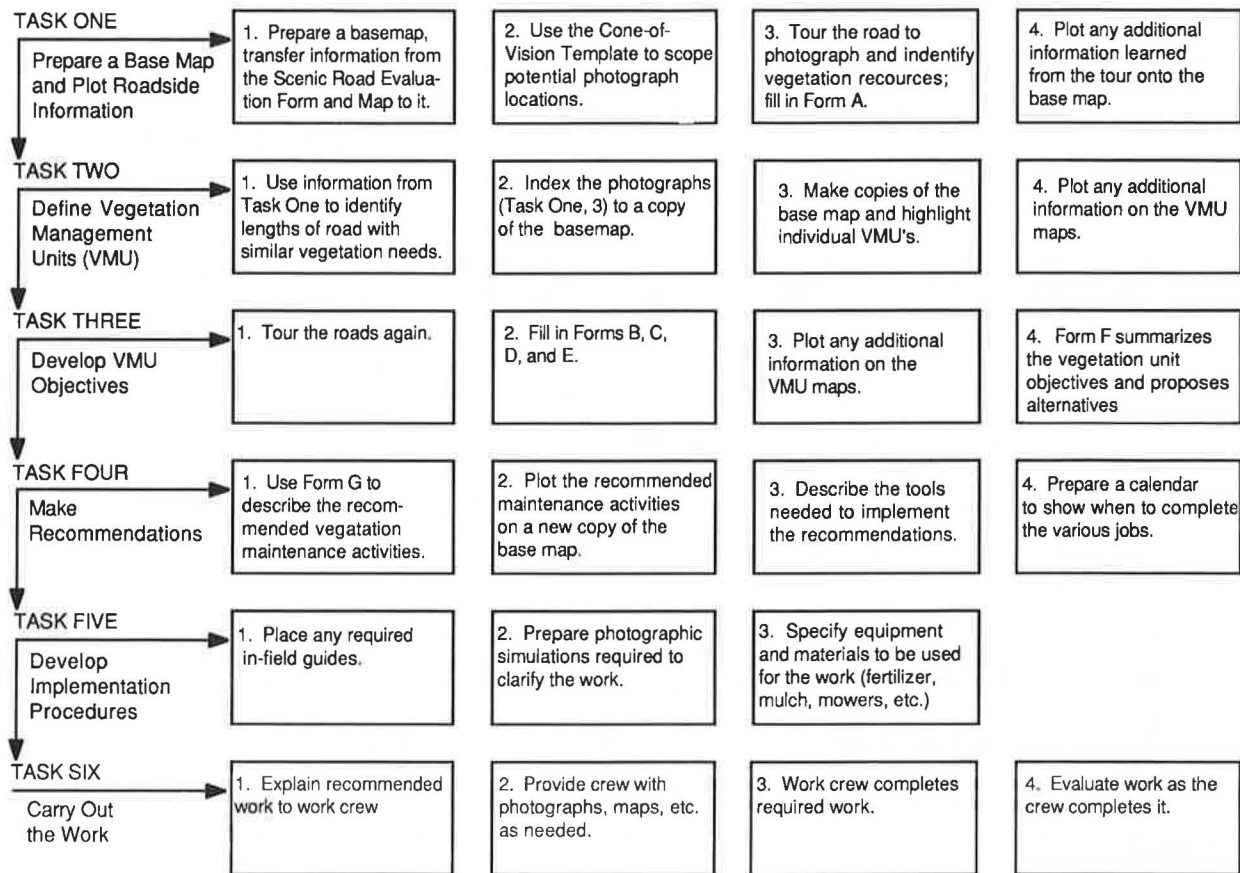 TASK ONE
Prepare a Base Map
and Plot Roadside
Information
1. Prepare a basemap,
transfer information from
the Scenic Road Evalua-
tion Form and Map to it.
2. Use the Cone-of-
Vision Template to scope
potential photograph
locations.
3. Tour the road to
photograph and indentify
vegetation recources;
fill in Form A.
4. Plot any additional
information learned
from the tour onto the
base map.
TASK TWO
Define Vegetation
Management
Units (VMU)
1. Use information from
Task One to identify
lengths of road with
similar vegetation needs.
2. Index the photographs
(Task One, 3) to a copy
of the basemap.
3. Make copies of the
base map and highlight
individual VMU's.
4. Plot any additional
information on the VMU
maps.
TASK THREE
Develop VMU
Objectives
1. Tour the roads again.
2. Fill in Forms B, C,
D, and E.
3. Plot any additional
information on the
VMU maps.
4. Form F summarizes
the vegetation unit
objectives and proposes
alternatives
TASK FOUR
Make
Recommendations
1. Use Form G to
describe the recom-
mended vegatation
maintenance activities.
2. Plot the recommended
maintenance activities
on a new copy of the
base map.
3. Describe the tools
needed to implement
the recommendations.
4. Prepare a calendar
to show when to complete
the various jobs.
TASK FIVE
Develop
Implementation
Procedures
1. Place any required
in-field guides.
2. Prepare photographic
simulations required to
clarify the work.
3. Specify equipment
and materials to be used
for the work (fertilizer,
mulch, mowers, etc.)
TASK SIX
Carry Out
the Work
1. Explain recommended
work to work crew
2. Provide crew with
photographs, maps, etc.
as needed.
3. Work crew completes
required work.
4. Evaluate work as the
crew completes it.